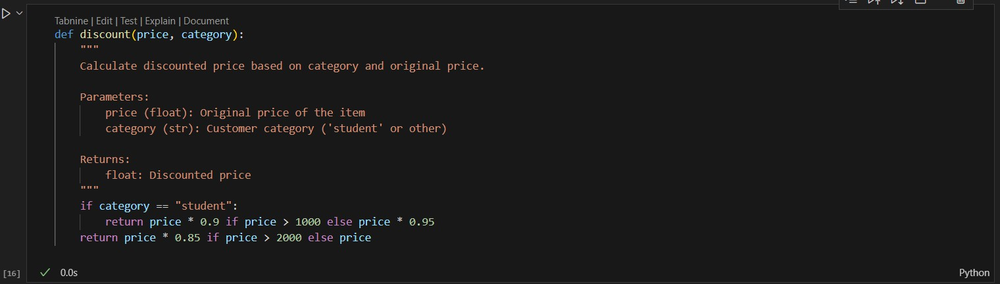 Tabnine | Edit | Test | Explain | Document
def discount(price, category):
    """
    Calculate discounted price based on category and original price.

    Parameters:
        price (float): Original price of the item
        category (str): Customer category ('student' or other)

    Returns:
        float: Discounted price
    """
    if category == "student":
        return price * 0.9 if price > 1000 else price * 0.95
    return price * 0.85 if price > 2000 else price
[16]
0.0s
Python